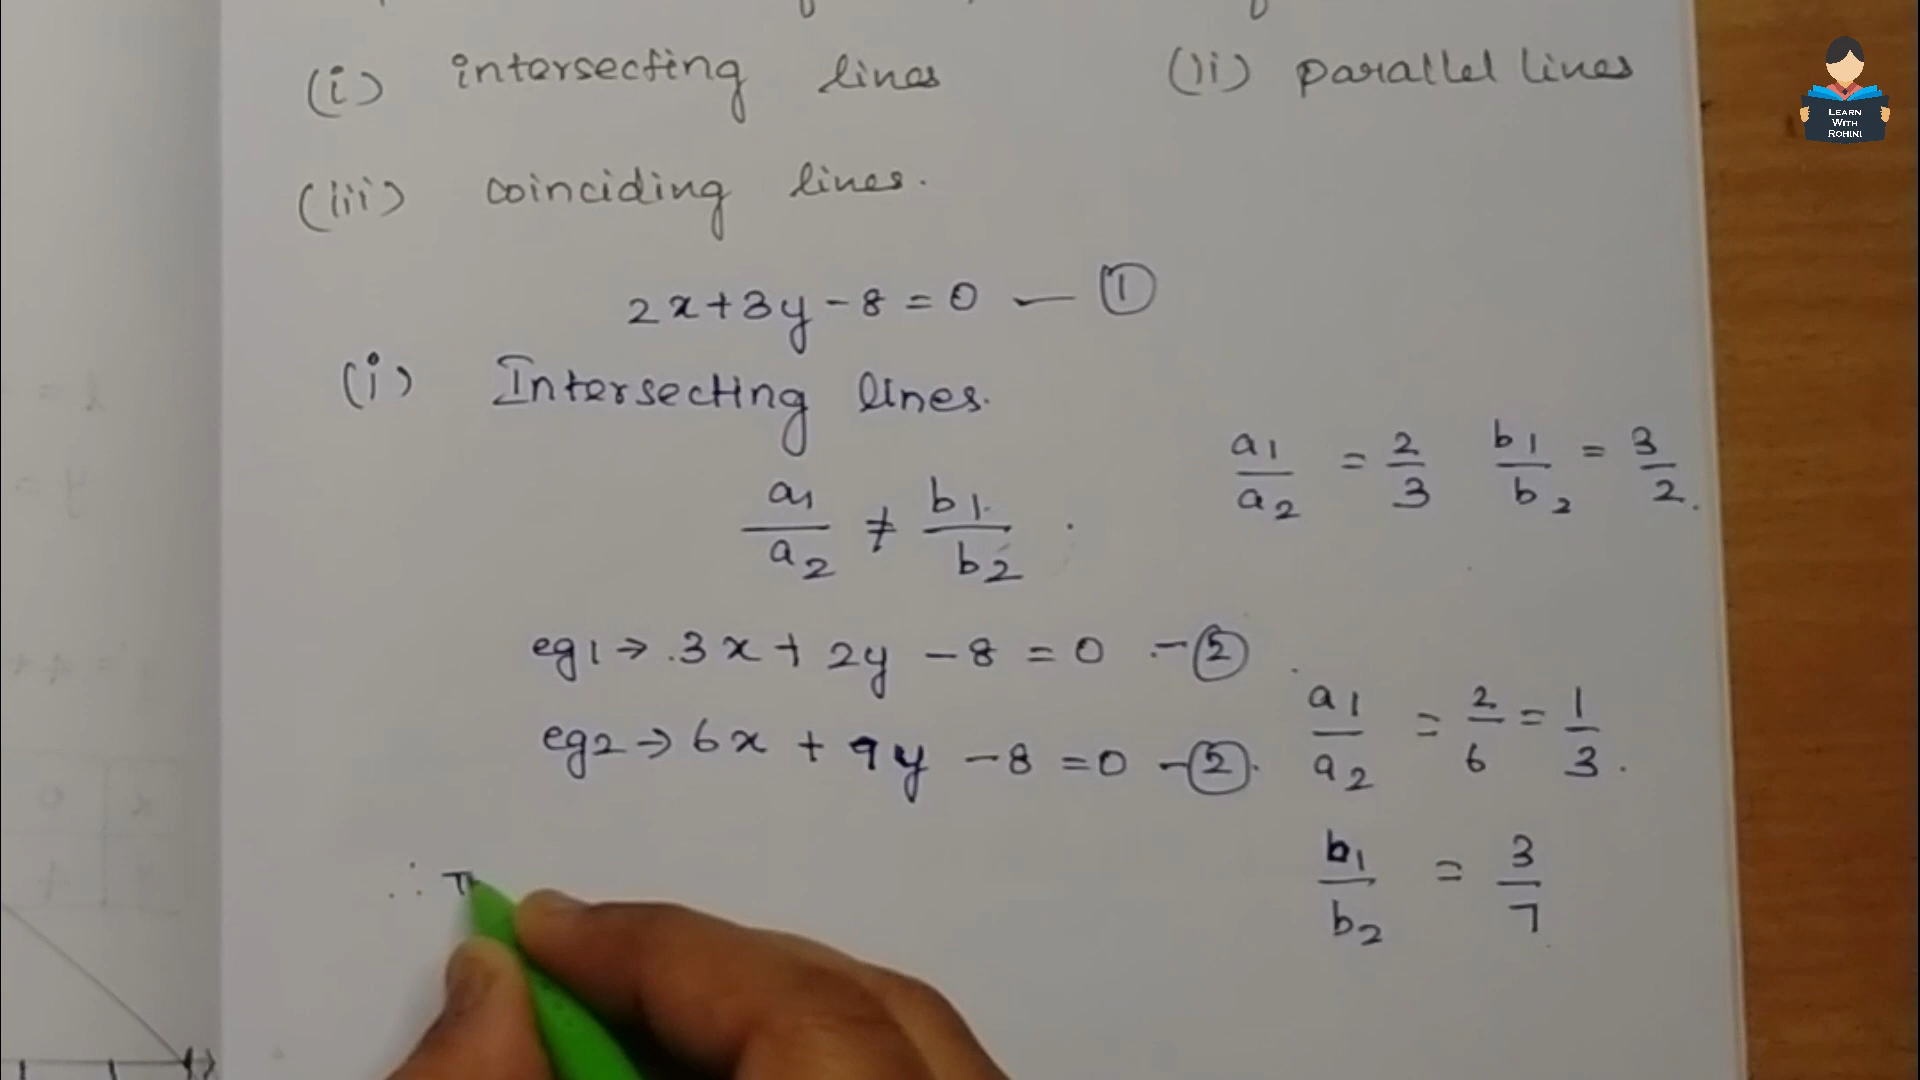 (i) intersecting lines (ii) parallel lines
(iii) coinciding lines.
2x+3y-8=0 — ①
(i) Intersecting lines.
a1/a2 ≠ b1/b2
a1/a2 = 2/3 b1/b2 = 3/2.
eg1→ 3x+2y-8=0 -②
eg2→ 6x+9y-8=0 -②.
a1/a2 = 2/6 = 1/3.
b1/b2 = 3/7
∴ T
LEARN
WITH
ROHINI